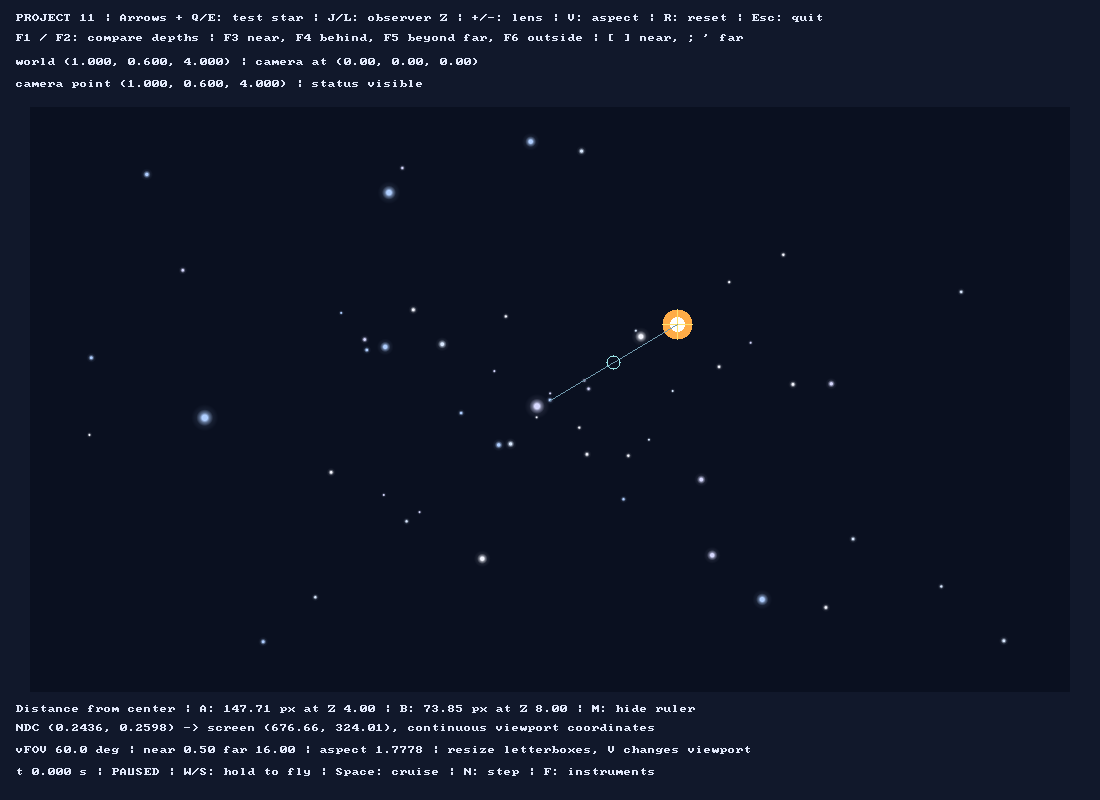 PROJECT 11 | Arrows + Q/E: test star | J/L: observer Z | +/-: lens | V: aspect | R: reset | Esc: quit
F1 / F2: compare depths | F3 near, F4 behind, F5 beyond far, F6 outside | [ ] near, ; ' far
world (1.000, 0.600, 4.000) | camera at (0.00, 0.00, 0.00)
camera point (1.000, 0.600, 4.000) | status visible
Distance from center | A: 147.71 px at Z 4.00 | B: 73.85 px at Z 8.00 | M: hide ruler
NDC (0.2436, 0.2598) -> screen (676.66, 324.01), continuous viewport coordinates
vFOV 60.0 deg | near 0.50 far 16.00 | aspect 1.7778 | resize letterboxes, V changes viewport
t 0.000 s | PAUSED | W/S: hold to fly | Space: cruise | N: step | F: instruments